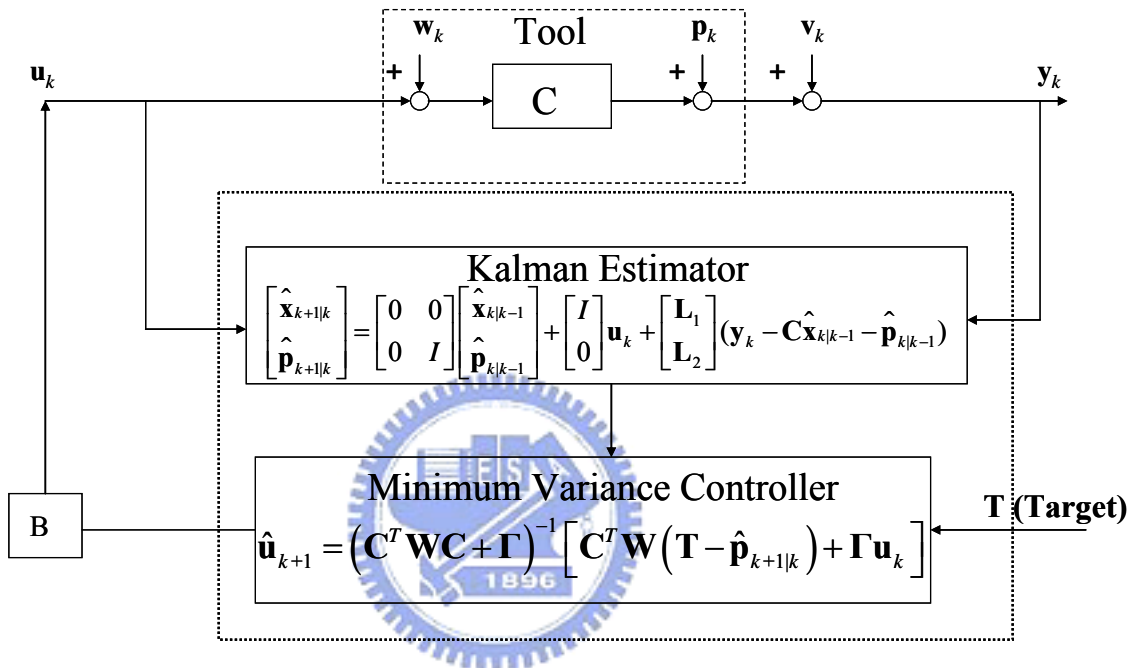 w_k
Tool
p_k
v_k
u_k
+
+
+
y_k
C
Kalman Estimator
[x̂_{k+1|k}; p̂_{k+1|k}] = [0 0; 0 I][x̂_{k|k-1}; p̂_{k|k-1}] + [I; 0]u_k + [L_1; L_2](y_k − Cx̂_{k|k-1} − p̂_{k|k-1})
ES
Minimum Variance Controller
T (Target)
B
û_{k+1} = (C^T WC + Γ)^{-1}[C^T W(T − p̂_{k+1|k}) + Γu_k]
1896